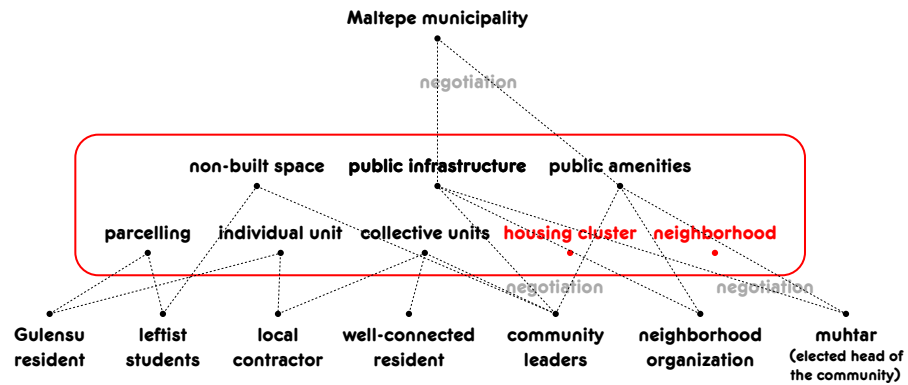 Maltepe municipality
negotiation
non-built space public infrastructure public amenities
parcelling individual unit collective units housing cluster neighborhood
negotiation negotiation
Gulensu leftist local well-connected community neighborhood muhtar
resident students contractor resident leaders organization (elected head of
the community)